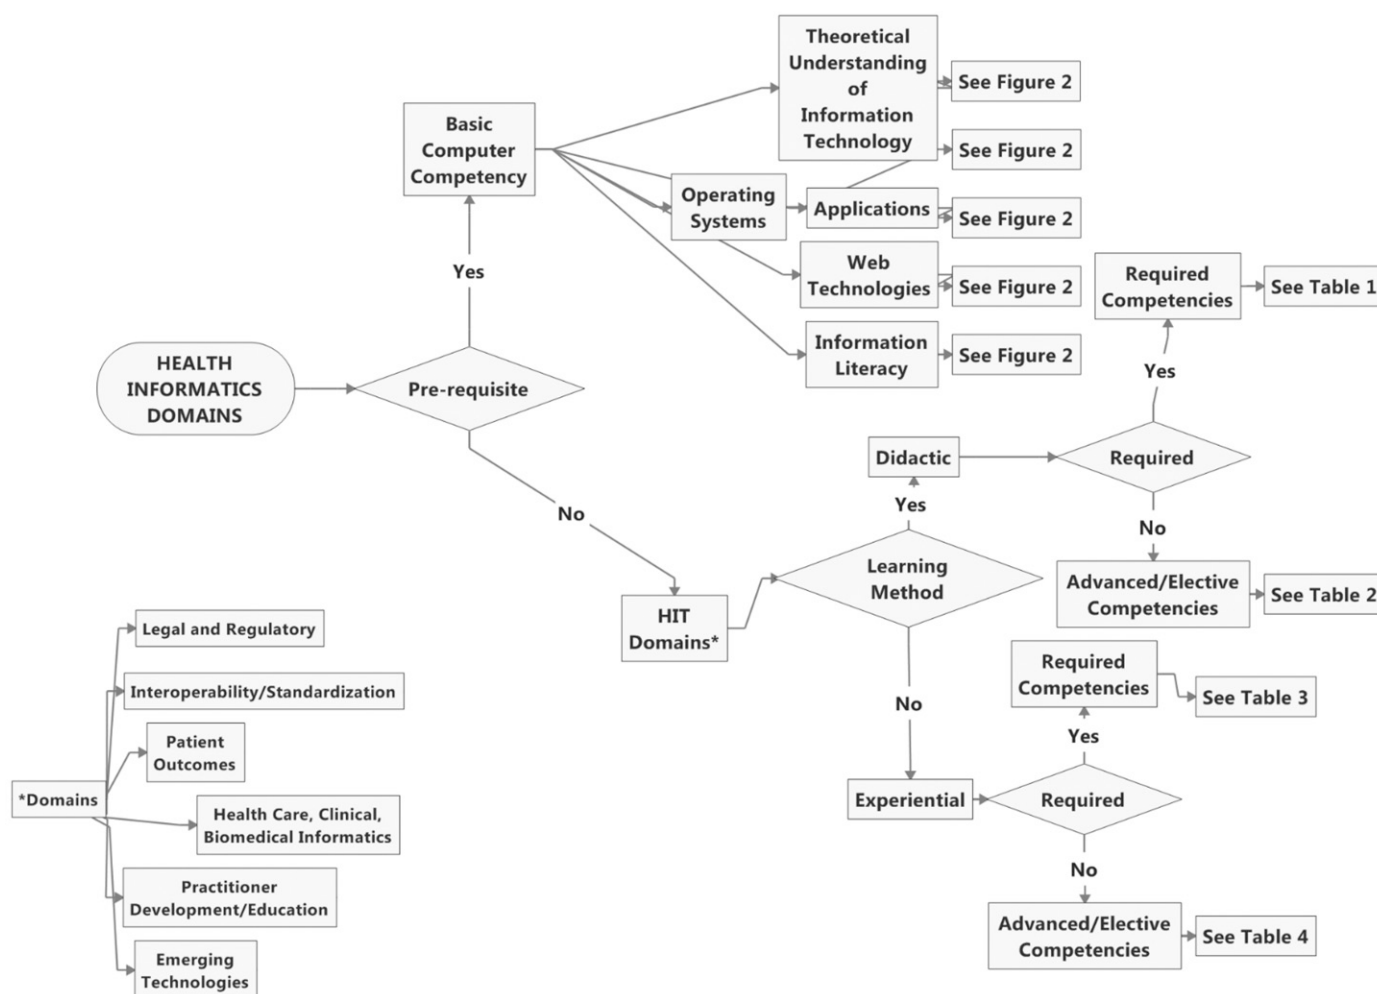 Theoretical
Understanding
of
Information
Technology
See Figure 2
Basic
Computer
Competency
See Figure 2
Operating
Systems
Applications
See Figure 2
Web
Technologies
See Figure 2
Information
Literacy
See Figure 2
Yes
HEALTH
INFORMATICS
DOMAINS
Pre-requisite
No
Required
Competencies
See Table 1
Yes
Didactic
Required
Yes
No
Learning
Method
Advanced/Elective
Competencies
See Table 2
HIT
Domains*
No
Required
Competencies
See Table 3
Yes
Experiential
Required
No
Advanced/Elective
Competencies
See Table 4
*Domains
Legal and Regulatory
Interoperability/Standardization
Patient
Outcomes
Health Care, Clinical,
Biomedical Informatics
Practitioner
Development/Education
Emerging
Technologies